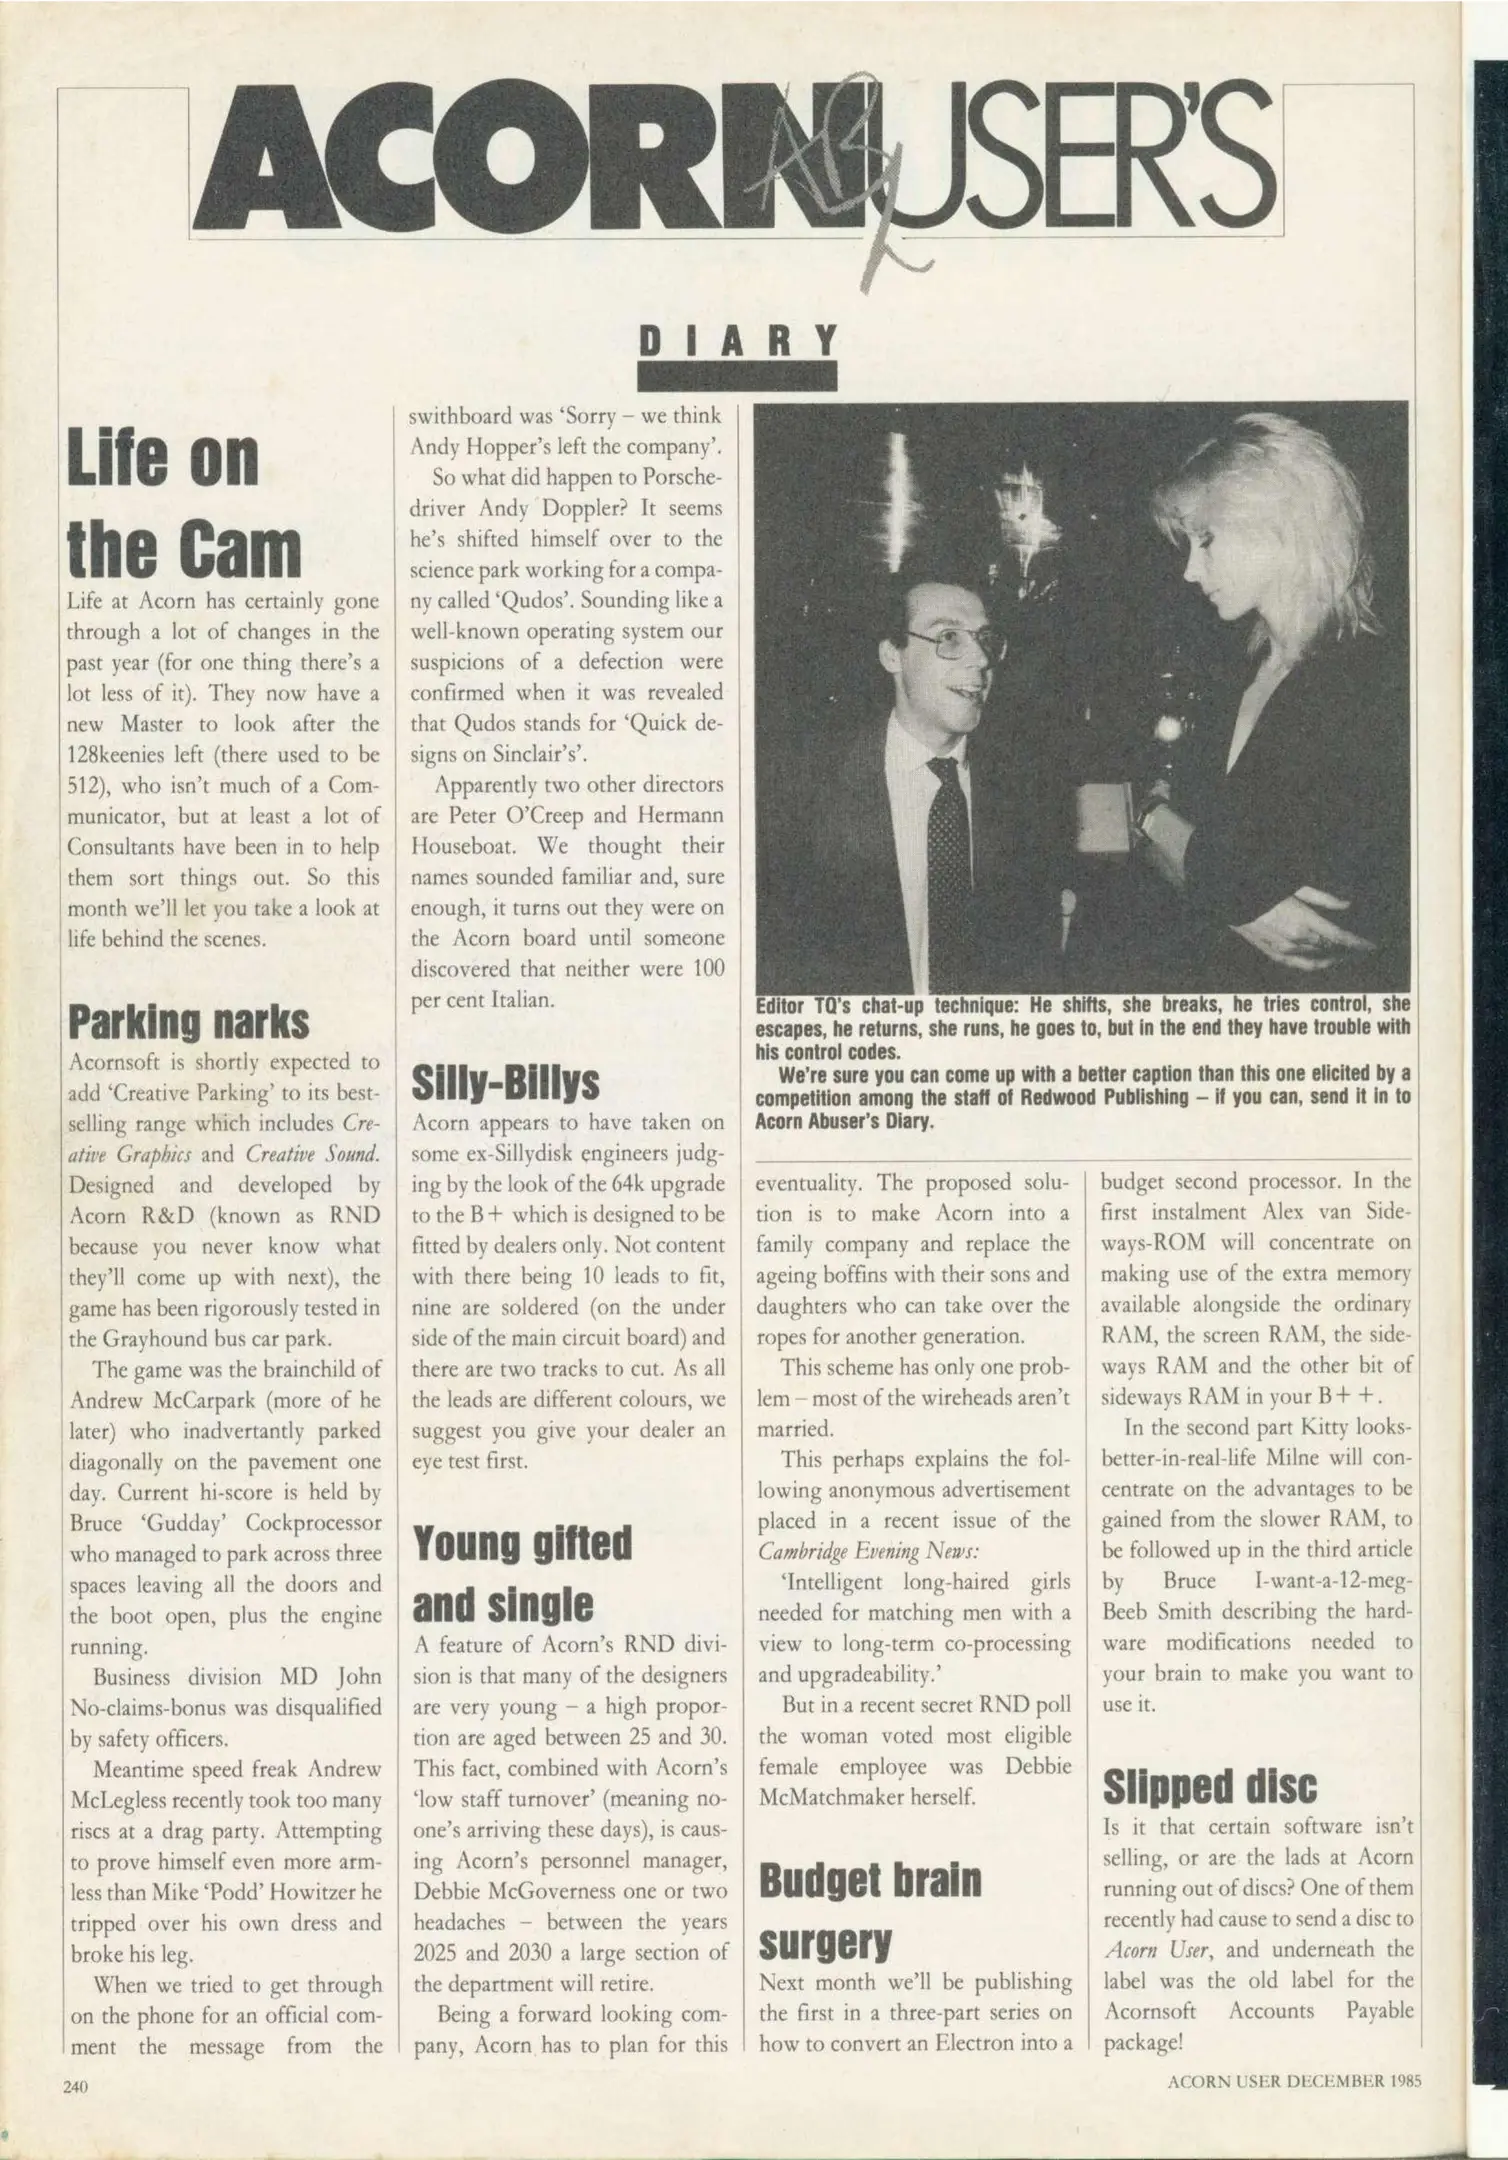 ACORN USER'S
AB
DIARY
Life on
the Cam
Life at Acorn has certainly gone
through a lot of changes in the
past year (for one thing there's a
lot less of it). They now have a
new Master to look after the
128keenies left (there used to be
512), who isn't much of a Com-
municator, but at least a lot of
Consultants have been in to help
them sort things out. So this
month we'll let you take a look at
life behind the scenes.
Parking narks
Acornsoft is shortly expected to
add 'Creative Parking' to its best-
selling range which includes Cre-
ative Graphics and Creative Sound.
Designed and developed by
Acorn R&D (known as RND
because you never know what
they'll come up with next), the
game has been rigorously tested in
the Grayhound bus car park.
The game was the brainchild of
Andrew McCarpark (more of he
later) who inadvertantly parked
diagonally on the pavement one
day. Current hi-score is held by
Bruce 'Gudday' Cockprocessor
who managed to park across three
spaces leaving all the doors and
the boot open, plus the engine
running.
Business division MD John
No-claims-bonus was disqualified
by safety officers.
Meantime speed freak Andrew
McLegless recently took too many
riscs at a drag party. Attempting
to prove himself even more arm-
less than Mike 'Podd' Howitzer he
tripped over his own dress and
broke his leg.
When we tried to get through
on the phone for an official com-
ment the message from the
swithboard was 'Sorry – we think
Andy Hopper's left the company'.
So what did happen to Porsche-
driver Andy Doppler? It seems
he's shifted himself over to the
science park working for a compa-
ny called 'Qudos'. Sounding like a
well-known operating system our
suspicions of a defection were
confirmed when it was revealed
that Qudos stands for 'Quick de-
signs on Sinclair's'.
Apparently two other directors
are Peter O'Creep and Hermann
Houseboat. We thought their
names sounded familiar and, sure
enough, it turns out they were on
the Acorn board until someone
discovered that neither were 100
per cent Italian.
Silly-Billys
Acorn appears to have taken on
some ex-Sillydisk engineers judg-
ing by the look of the 64k upgrade
to the B+ which is designed to be
fitted by dealers only. Not content
with there being 10 leads to fit,
nine are soldered (on the under
side of the main circuit board) and
there are two tracks to cut. As all
the leads are different colours, we
suggest you give your dealer an
eye test first.
Young gifted
and single
A feature of Acorn's RND divi-
sion is that many of the designers
are very young – a high propor-
tion are aged between 25 and 30.
This fact, combined with Acorn's
'low staff turnover' (meaning no-
one's arriving these days), is caus-
ing Acorn's personnel manager,
Debbie McGoverness one or two
headaches – between the years
2025 and 2030 a large section of
the department will retire.
Being a forward looking com-
pany, Acorn has to plan for this
Editor TQ's chat-up technique: He shifts, she breaks, he tries control, she
escapes, he returns, she runs, he goes to, but in the end they have trouble with
his control codes.
We're sure you can come up with a better caption than this one elicited by a
competition among the staff of Redwood Publishing – if you can, send it in to
Acorn Abuser's Diary.
eventuality. The proposed solu-
tion is to make Acorn into a
family company and replace the
ageing boffins with their sons and
daughters who can take over the
ropes for another generation.
This scheme has only one prob-
lem – most of the wireheads aren't
married.
This perhaps explains the fol-
lowing anonymous advertisement
placed in a recent issue of the
Cambridge Evening News:
'Intelligent long-haired girls
needed for matching men with a
view to long-term co-processing
and upgradeability.'
But in a recent secret RND poll
the woman voted most eligible
female employee was Debbie
McMatchmaker herself.
Budget brain
surgery
Next month we'll be publishing
the first in a three-part series on
how to convert an Electron into a
budget second processor. In the
first instalment Alex van Side-
ways-ROM will concentrate on
making use of the extra memory
available alongside the ordinary
RAM, the screen RAM, the side-
ways RAM and the other bit of
sideways RAM in your B++.
In the second part Kitty looks-
better-in-real-life Milne will con-
centrate on the advantages to be
gained from the slower RAM, to
be followed up in the third article
by Bruce I-want-a-12-meg-
Beeb Smith describing the hard-
ware modifications needed to
your brain to make you want to
use it.
Slipped disc
Is it that certain software isn't
selling, or are the lads at Acorn
running out of discs? One of them
recently had cause to send a disc to
Acorn User, and underneath the
label was the old label for the
Acornsoft Accounts Payable
package!
240
ACORN USER DECEMBER 1985